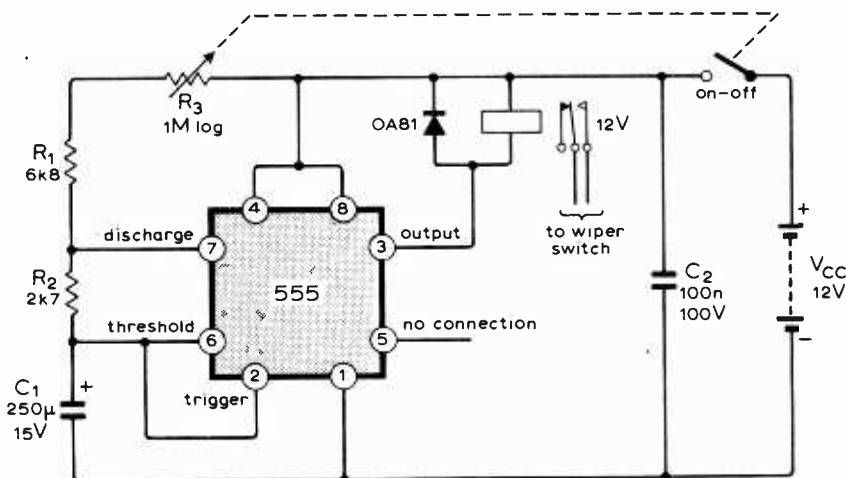 R3
1M log
on-off
R1
6k8
OA81
12V
4
8
discharge
7
3
output
to wiper
switch
R2
2k7
555
C2
100n
100V
VCC
12V
+
−
threshold
6
5
no connection
C1
250µ
15V
+
2
trigger
1